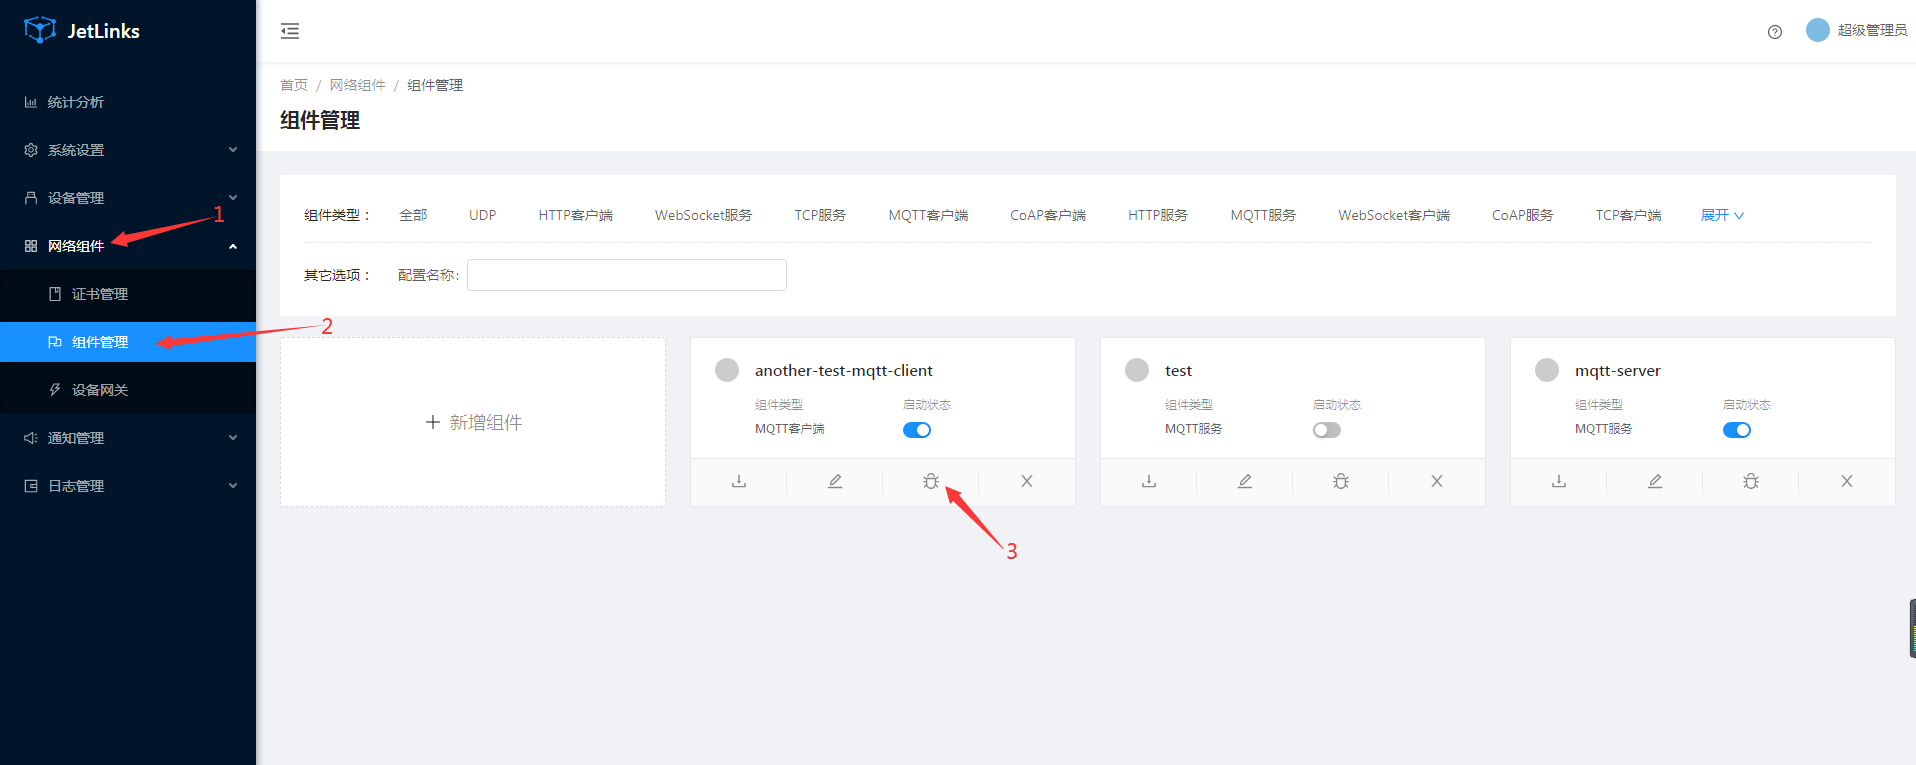 JetLinks
超级管理员
统计分析
系统设置
设备管理
1
网络组件
证书管理
2
组件管理
设备网关
通知管理
日志管理
首页 / 网络组件 / 组件管理
组件管理
组件类型： 全部 UDP HTTP客户端 WebSocket服务 TCP服务 MQTT客户端 CoAP客户端 HTTP服务 MQTT服务 WebSocket客户端 CoAP服务 TCP客户端 展开
其它选项： 配置名称:
+ 新增组件
another-test-mqtt-client
组件类型 启动状态
MQTT客户端
3
test
组件类型 启动状态
MQTT服务
mqtt-server
组件类型 启动状态
MQTT服务